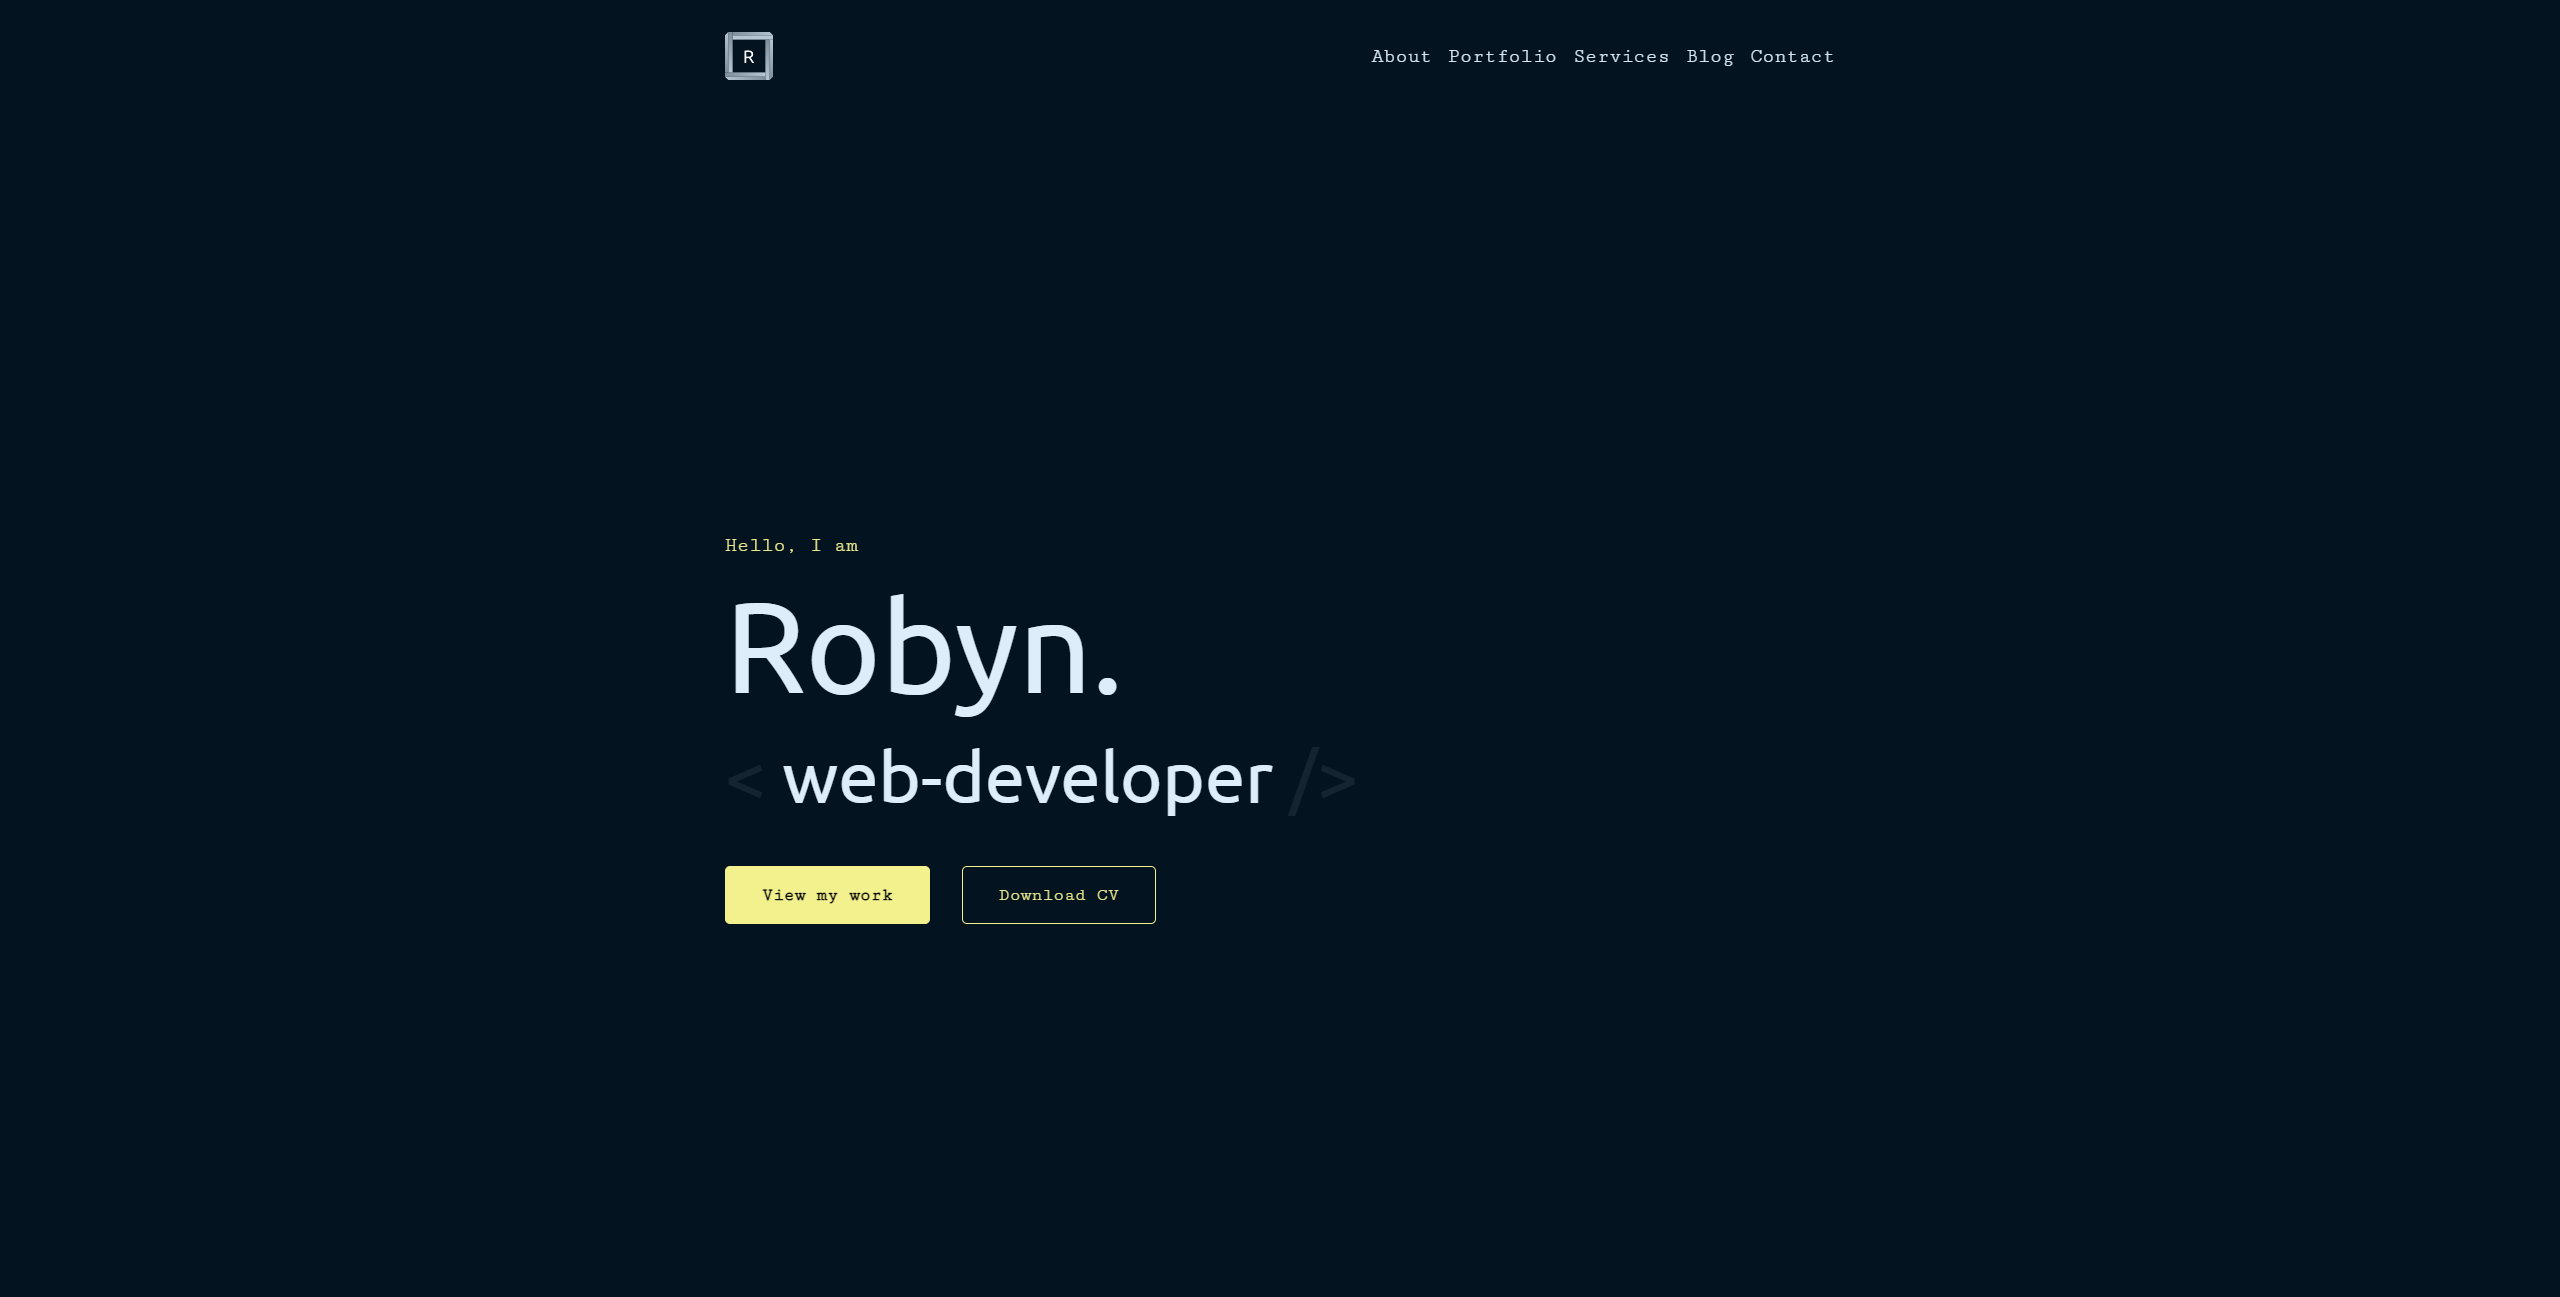 R
About Portfolio Services Blog Contact
Hello, I am
Robyn.
< web-developer />
View my work
Download CV